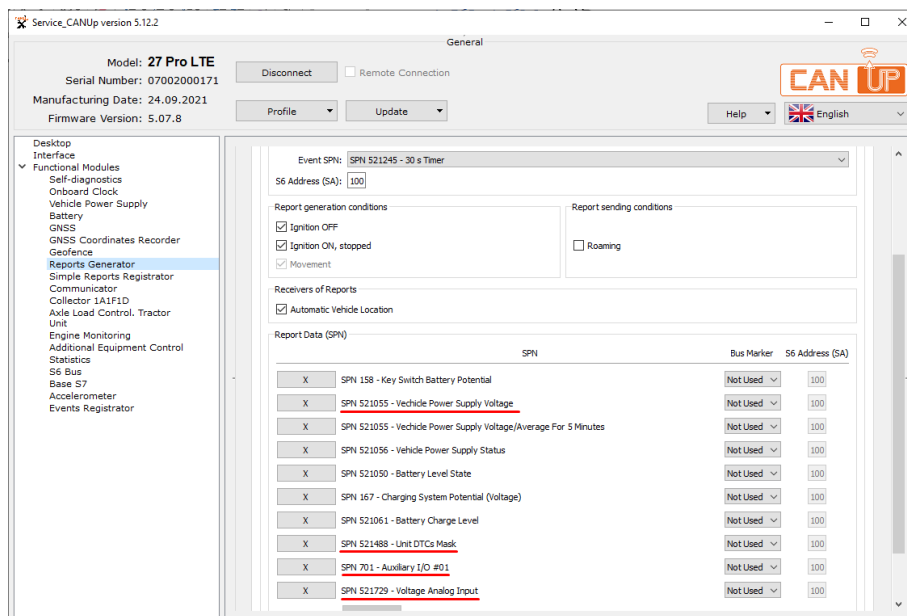 Service_CANUp version 5.12.2
General
Model: 27 Pro LTE
Serial Number: 07002000171
Manufacturing Date: 24.09.2021
Firmware Version: 5.07.8
Disconnect
Remote Connection
Profile
Update
CAN UP
Help
English
Desktop
Interface
Functional Modules
Self-diagnostics
Onboard Clock
Vehicle Power Supply
Battery
GNSS
GNSS Coordinates Recorder
Geofence
Reports Generator
Simple Reports Registrator
Communicator
Collector 1A1F1D
Axle Load Control. Tractor
Unit
Engine Monitoring
Additional Equipment Control
Statistics
S6 Bus
Base S7
Accelerometer
Events Registrator
Event SPN: SPN 521245 - 30 s Timer
S6 Address (SA): 100
Report generation conditions
Ignition OFF
Ignition ON, stopped
Movement
Report sending conditions
Roaming
Receivers of Reports
Automatic Vehicle Location
Report Data (SPN)
SPN Bus Marker S6 Address (SA)
X SPN 158 - Key Switch Battery Potential Not Used 100
X SPN 521055 - Vechicle Power Supply Voltage Not Used 100
X SPN 521055 - Vechicle Power Supply Voltage/Average For 5 Minutes Not Used 100
X SPN 521056 - Vehicle Power Supply Status Not Used 100
X SPN 521050 - Battery Level State Not Used 100
X SPN 167 - Charging System Potential (Voltage) Not Used 100
X SPN 521061 - Battery Charge Level Not Used 100
X SPN 521488 - Unit DTCs Mask Not Used 100
X SPN 701 - Auxiliary I/O #01 Not Used 100
X SPN 521729 - Voltage Analog Input Not Used 100